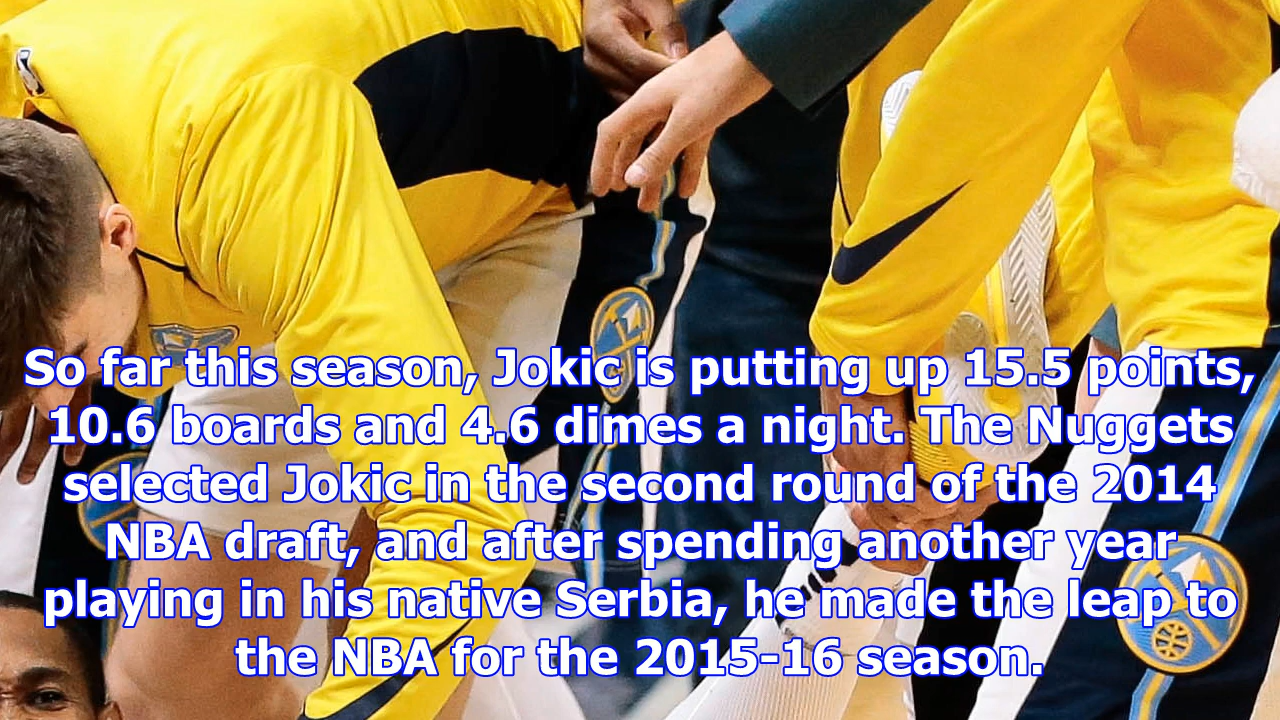 So far this season, Jokic is putting up 15.5 points,
10.6 boards and 4.6 dimes a night. The Nuggets
selected Jokic in the second round of the 2014
NBA draft, and after spending another year
playing in his native Serbia, he made the leap to
the NBA for the 2015-16 season.